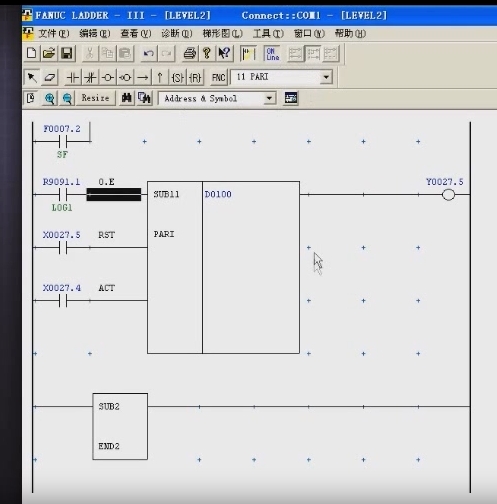 FANUC LADDER - III - [LEVEL2] Connect::COM1 - [LEVEL2]
文件(F) 编辑(E) 查看(V) 诊断(D) 梯形图(L) 工具(T) 窗口(W) 帮助(H)
ON Line
(S) (R) FNC 11 PARI
Resize Address & Symbol
F0007.2
SF
R9091.1 O.E SUB11 D0100 Y0027.5
LOG1
X0027.5 RST PARI
X0027.4 ACT
SUB2
END2